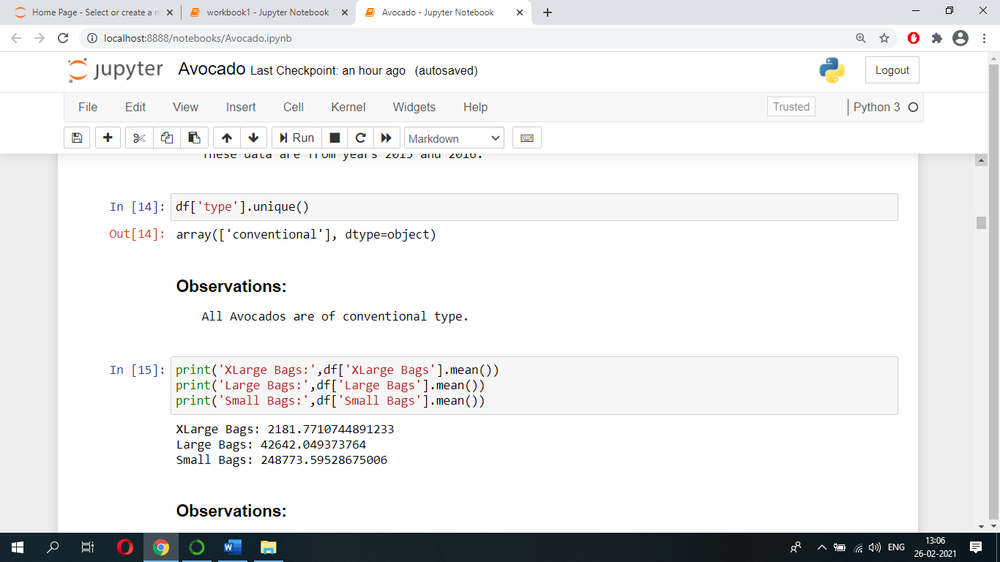 Home Page - Select or create a n
workbook1 - Jupyter Notebook
Avocado - Jupyter Notebook
localhost:8888/notebooks/Avocado.ipynb
jupyter Avocado Last Checkpoint: an hour ago (autosaved)
Logout
File Edit View Insert Cell Kernel Widgets Help
Trusted
Python 3
Run
Markdown
These data are from years 2015 and 2016.
In [14]: df['type'].unique()
Out[14]: array(['conventional'], dtype=object)
Observations:
All Avocados are of conventional type.
In [15]: print('XLarge Bags:',df['XLarge Bags'].mean())
print('Large Bags:',df['Large Bags'].mean())
print('Small Bags:',df['Small Bags'].mean())
XLarge Bags: 2181.7710744891233
Large Bags: 42642.049373764
Small Bags: 248773.59528675006
Observations:
ENG
13:06
26-02-2021